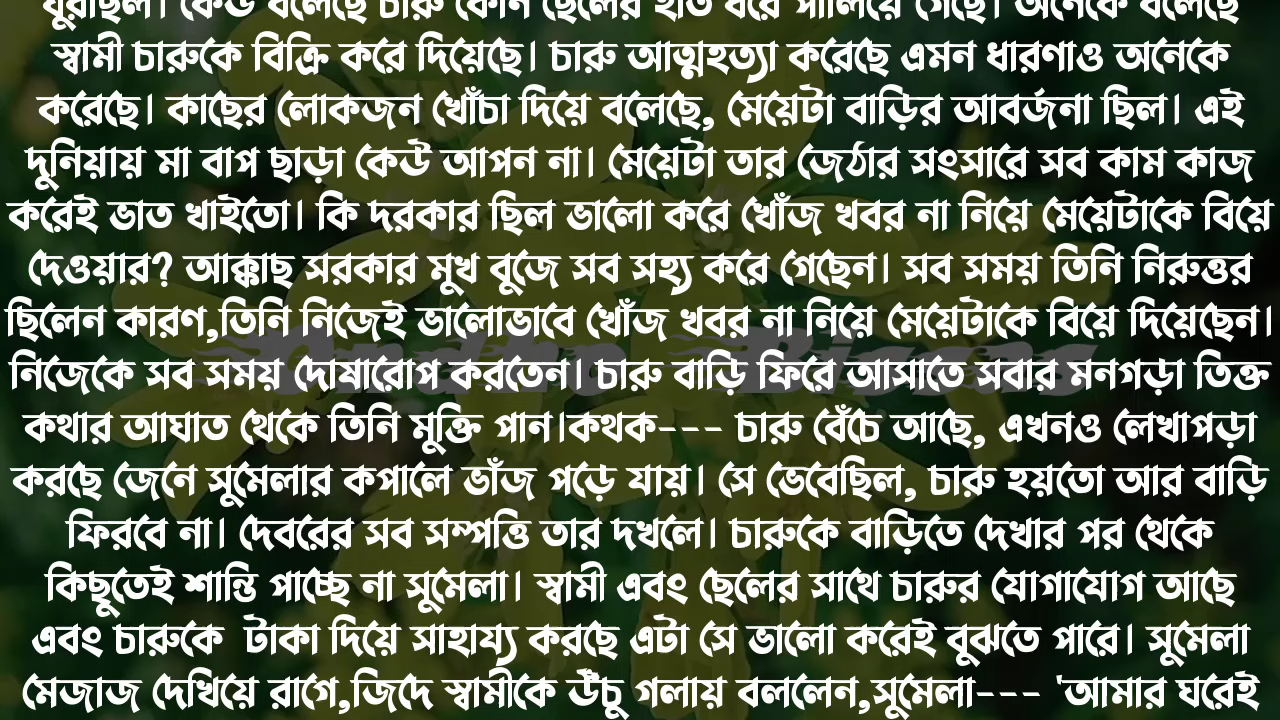 ঘুরছিল। কেউ বলেছে চারু কোন ছেলের হাত ধরে পালিয়ে গেছে। অনেকে বলেছে
স্বামী চারুকে বিক্রি করে দিয়েছে। চারু আত্মহত্যা করেছে এমন ধারণাও অনেকে
করেছে। কাছের লোকজন খোঁচা দিয়ে বলেছে, মেয়েটা বাড়ির আবর্জনা ছিল। এই
দুনিয়ায় মা বাপ ছাড়া কেউ আপন না। মেয়েটা তার জেঠার সংসারে সব কাম কাজ
করেই ভাত খাইতো। কি দরকার ছিল ভালো করে খোঁজ খবর না নিয়ে মেয়েটাকে বিয়ে
দেওয়ার? আক্কাছ সরকার মুখ বুজে সব সহ্য করে গেছেন। সব সময় তিনি নিরুত্তর
ছিলেন কারণ,তিনি নিজেই ভালোভাবে খোঁজ খবর না নিয়ে মেয়েটাকে বিয়ে দিয়েছেন।
নিজেকে সব সময় দোষারোপ করতেন। চারু বাড়ি ফিরে আসাতে সবার মনগড়া তিক্ত
কথার আঘাত থেকে তিনি মুক্তি পান।কথক--- চারু বেঁচে আছে, এখনও লেখাপড়া
করছে জেনে সুমেলার কপালে ভাঁজ পড়ে যায়। সে ভেবেছিল, চারু হয়তো আর বাড়ি
ফিরবে না। দেবরের সব সম্পত্তি তার দখলে। চারুকে বাড়িতে দেখার পর থেকে
কিছুতেই শান্তি পাচ্ছে না সুমেলা। স্বামী এবং ছেলের সাথে চারুর যোগাযোগ আছে
এবং চারুকে টাকা দিয়ে সাহায্য করছে এটা সে ভালো করেই বুঝতে পারে। সুমেলা
মেজাজ দেখিয়ে রাগে,জিদে স্বামীকে উঁচু গলায় বললেন,সুমেলা--- 'আমার ঘরেই